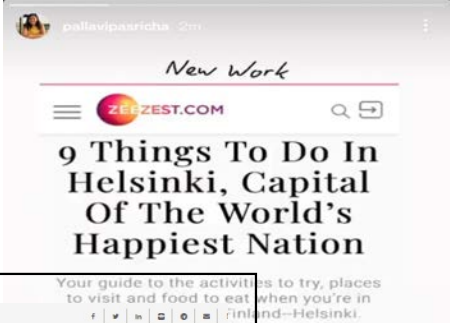 pallavipasricha 2m
New Work
ZEEZEST.COM
9 Things To Do In
Helsinki, Capital
Of The World's
Happiest Nation
Your guide to the activities to try, places
to visit and food to eat when you're in
Finland—Helsinki.